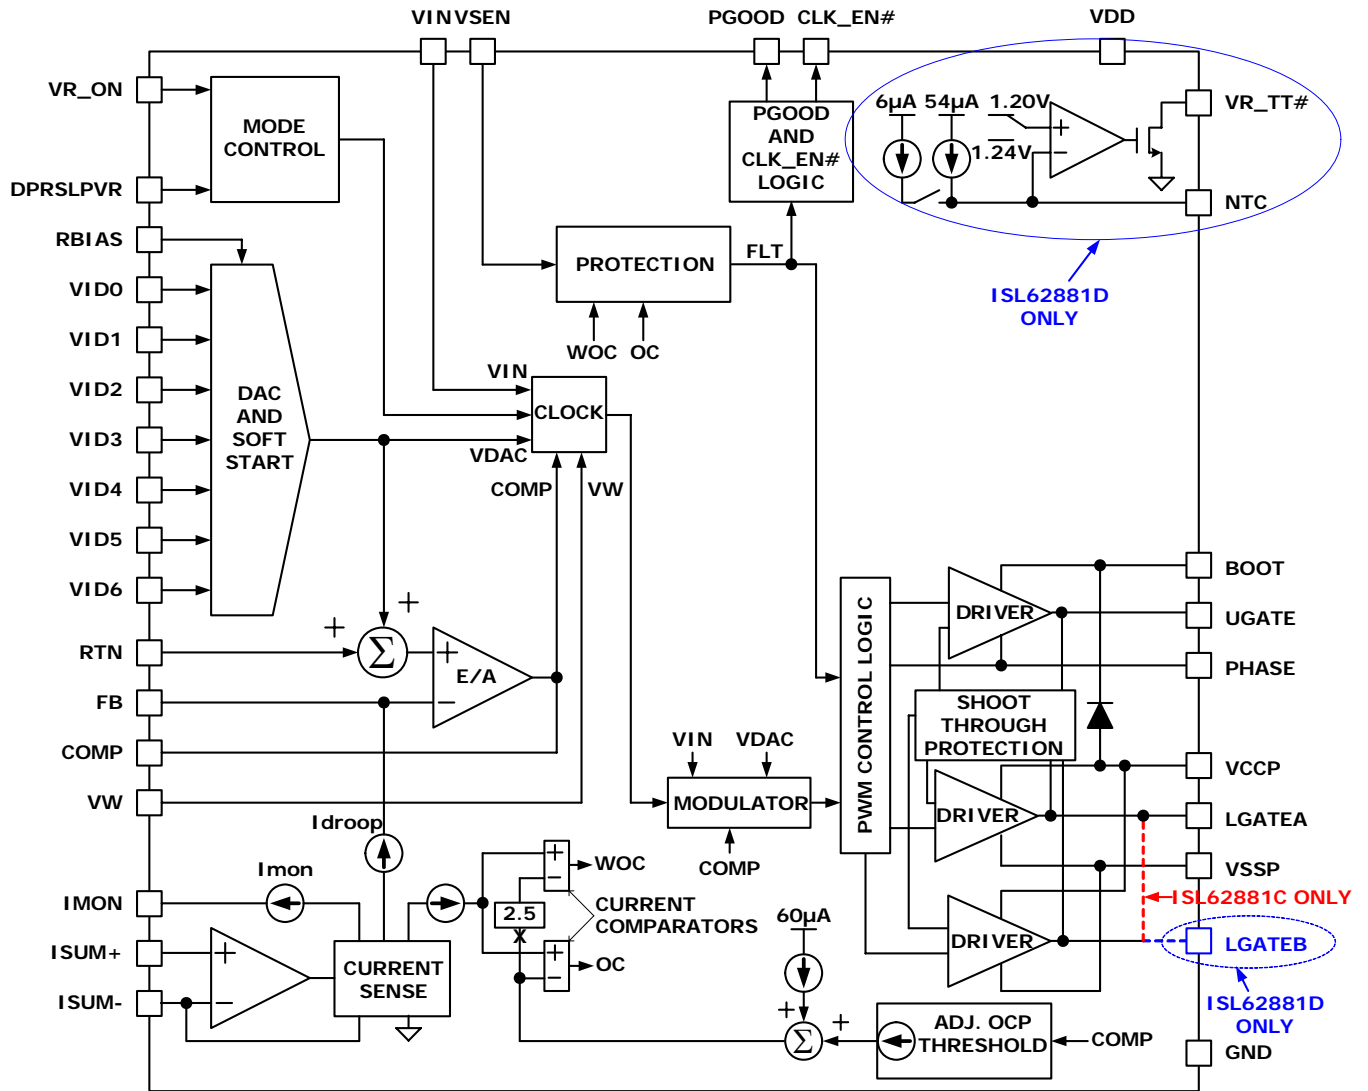 VIN VSEN
PGOOD CLK_EN#
VDD
VR_ON
MODE
CONTROL
DPRSLPVR
RBIAS
VID0
VID1
VID2
VID3
VID4
VID5
VID6
DAC
AND
SOFT
START
RTN
FB
COMP
VW
IMON
ISUM+
ISUM-
PGOOD
AND
CLK_EN#
LOGIC
6µA 54µA 1.20V
1.24V
+
−
VR_TT#
NTC
ISL62881D
ONLY
PROTECTION
FLT
WOC OC
VIN
CLOCK
VDAC
COMP
VW
+
+
Σ
+
−
E/A
Idroop
Imon
+
−
CURRENT
SENSE
+
−
WOC
2.5
X
CURRENT
COMPARATORS
+
−
OC
60µA
+
+
Σ
ADJ. OCP
THRESHOLD
COMP
VIN VDAC
MODULATOR
COMP
PWM CONTROL LOGIC
DRIVER
SHOOT
THROUGH
PROTECTION
DRIVER
DRIVER
BOOT
UGATE
PHASE
VCCP
LGATEA
VSSP
ISL62881C ONLY
LGATEB
ISL62881D
ONLY
GND